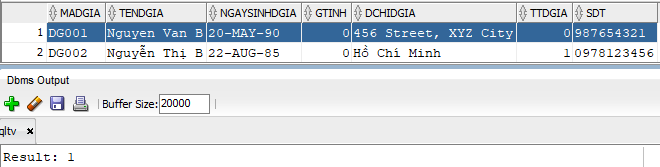 MADGIA TENDGIA NGAYSINHDGIA GTINH DCHIDGIA TTDGIA SDT
1 DG001 Nguyen Van B 20-MAY-90 0 456 Street, XYZ City 0 987654321
2 DG002 Nguyễn Thị B 22-AUG-85 0 Hồ Chí Minh 1 0978123456
Dbms Output
Buffer Size: 20000
qltv x
Result: 1